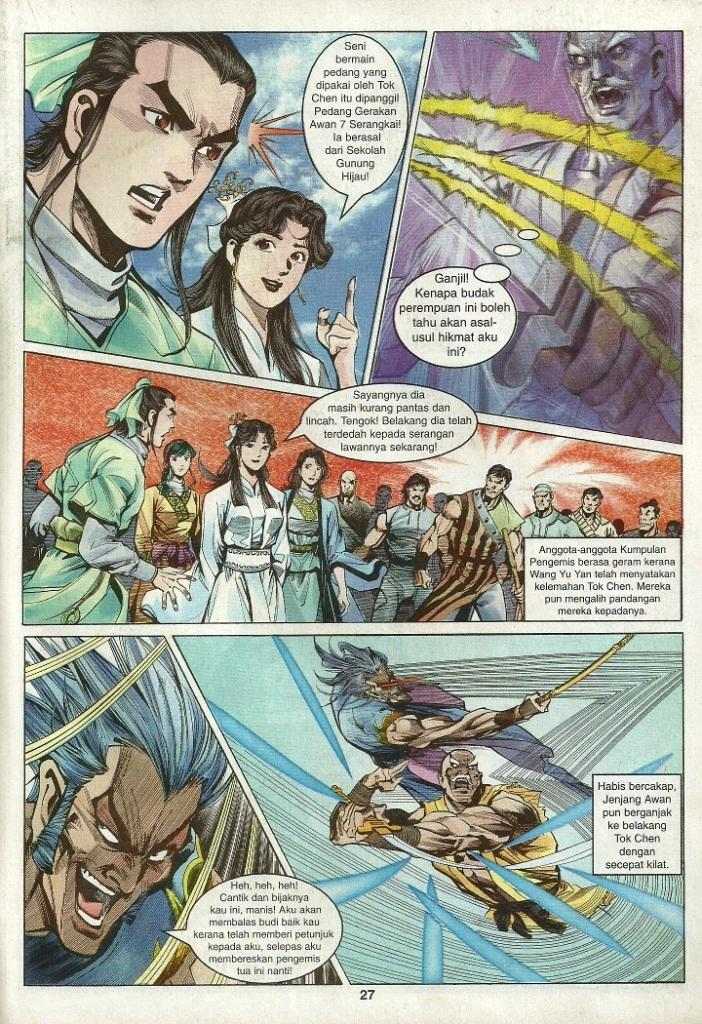 Seni
bermain
pedang yang
dipakai oleh Tok
Chen itu dipanggil
Pedang Gerakan
Awan 7 Serangkai!
Ia berasal
dari Sekolah
Gunung
Hijau!
Ganjil!
Kenapa budak
perempuan ini boleh
tahu akan asal-
usul hikmat aku
ini?
Sayangnya dia
masih kurang pantas dan
lincah. Tengok! Belakang dia telah
terdedah kepada serangan
lawannya sekarang!
Anggota-anggota Kumpulan
Pengemis berasa geram kerana
Wang Yu Yan telah menyatakan
kelemahan Tok Chen. Mereka
pun mengalih pandangan
mereka kepadanya.
Heh, heh, heh!
Cantik dan bijaknya
kau ini, manis! Aku akan
membalas budi baik kau
kerana telah memberi petunjuk
kepada aku, selepas aku
membereskan pengemis
tua ini nanti!
Habis bercakap,
Jenjang Awan
pun berganjak
ke belakang
Tok Chen
dengan
secepat kilat.
27